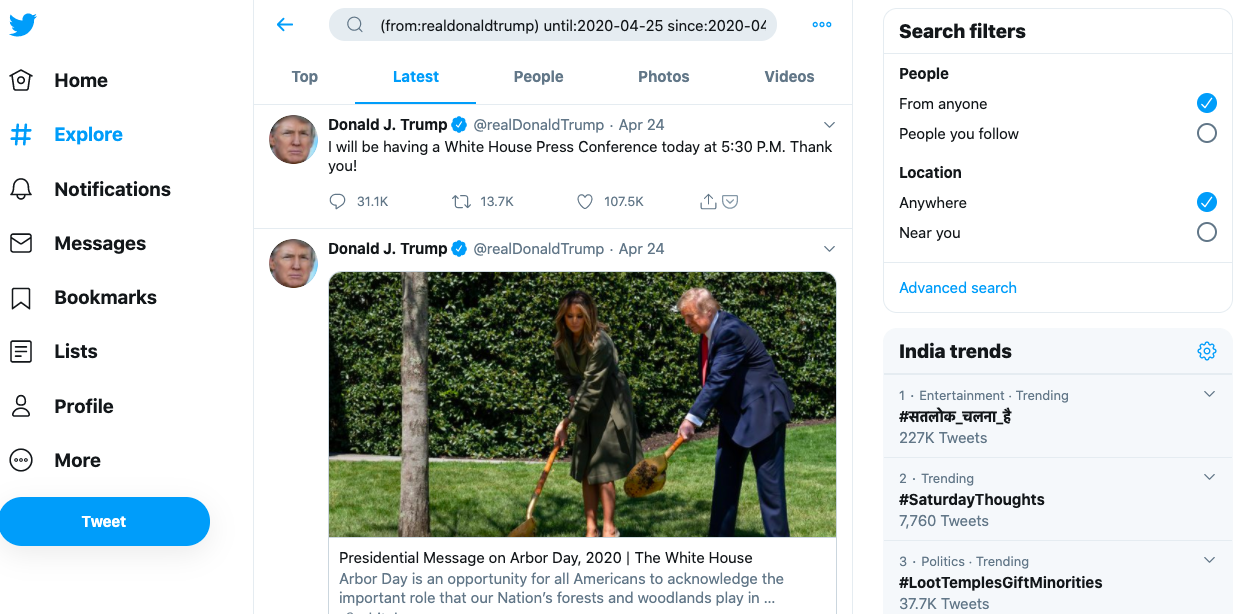 Home
Explore
Notifications
Messages
Bookmarks
Lists
Profile
More
Tweet
(from:realdonaldtrump) until:2020-04-25 since:2020-04
Top Latest People Photos Videos
Donald J. Trump @realDonaldTrump · Apr 24
I will be having a White House Press Conference today at 5:30 P.M. Thank
you!
31.1K 13.7K 107.5K
Donald J. Trump @realDonaldTrump · Apr 24
Presidential Message on Arbor Day, 2020 | The White House
Arbor Day is an opportunity for all Americans to acknowledge the
important role that our Nation's forests and woodlands play in ...
Search filters
People
From anyone
People you follow
Location
Anywhere
Near you
Advanced search
India trends
1 · Entertainment · Trending
#सतलोक_चलना_है
227K Tweets
2 · Trending
#SaturdayThoughts
7,760 Tweets
3 · Politics · Trending
#LootTemplesGiftMinorities
37.7K Tweets